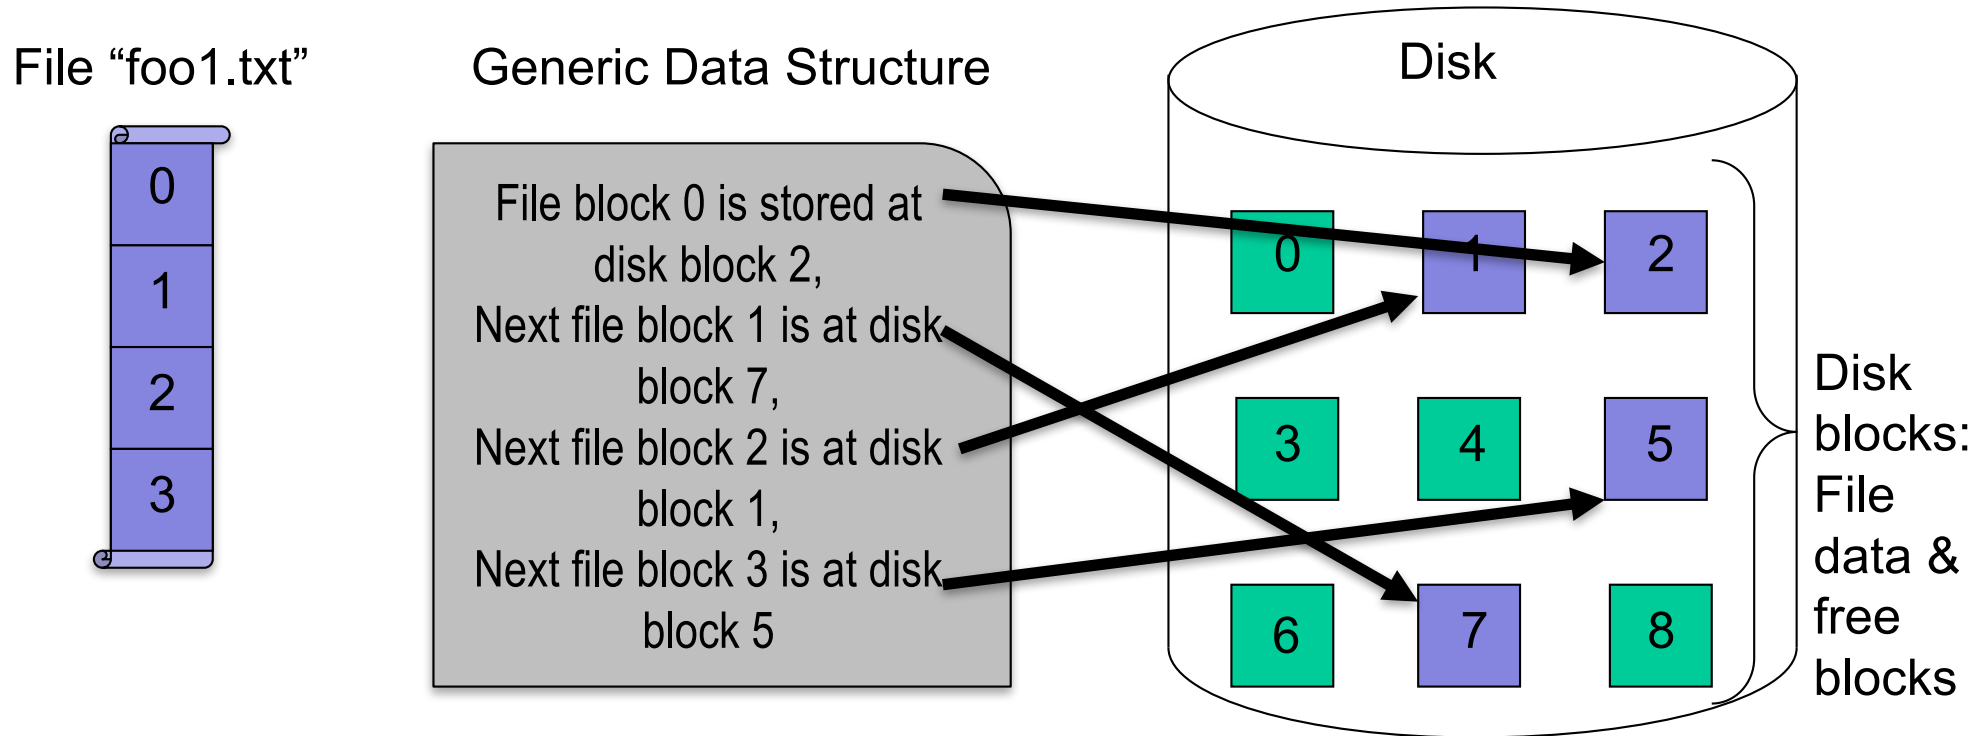 File “foo1.txt”
0
1
2
3
Generic Data Structure
File block 0 is stored at
disk block 2,
Next file block 1 is at disk
block 7,
Next file block 2 is at disk
block 1,
Next file block 3 is at disk
block 5
Disk
0 1 2
3 4 5
6 7 8
Disk
blocks:
File
data &
free
blocks